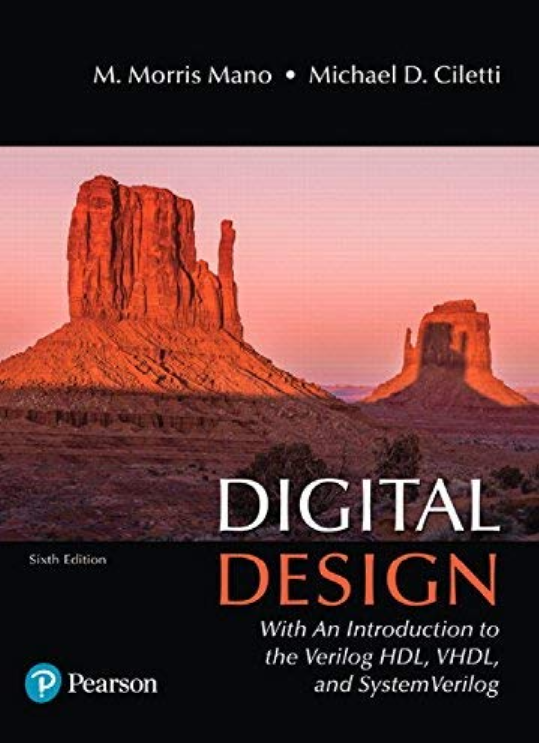 M. Morris Mano • Michael D. Ciletti
DIGITAL
DESIGN
Sixth Edition
With An Introduction to
the Verilog HDL, VHDL,
and SystemVerilog
P Pearson